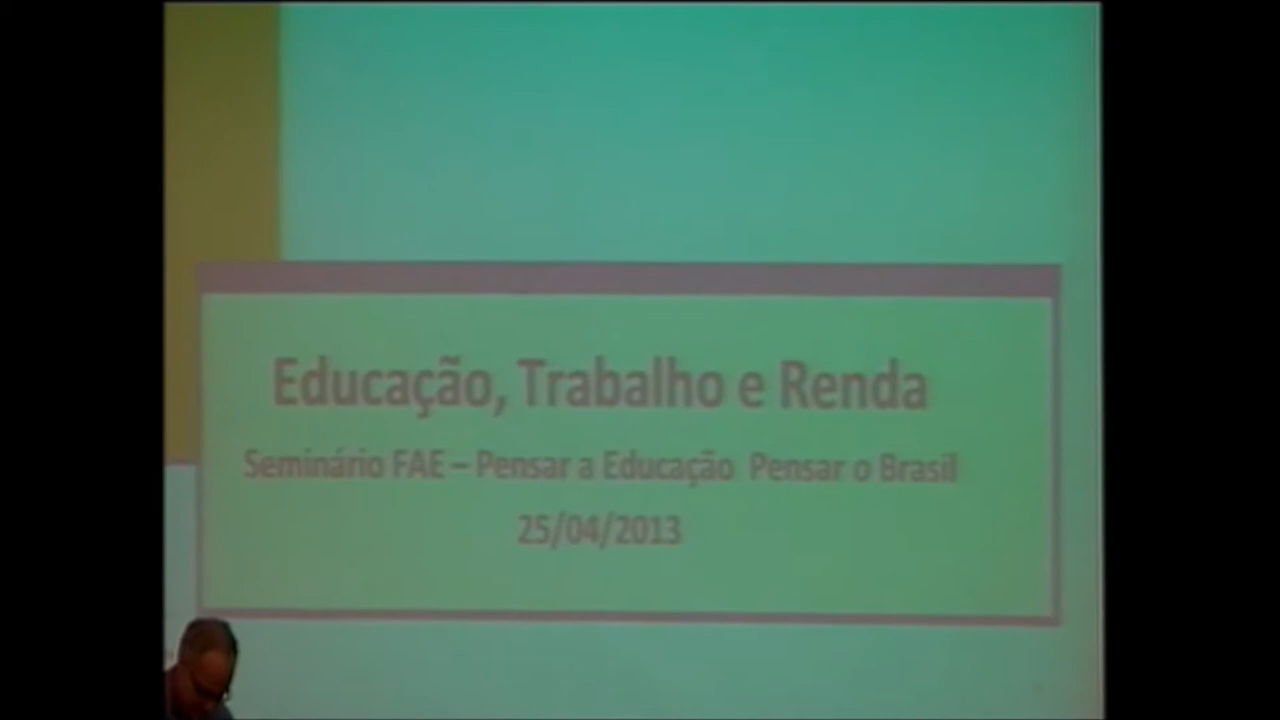 Educação, Trabalho e Renda
Seminário FAE – Pensar a Educação Pensar o Brasil
25/04/2013